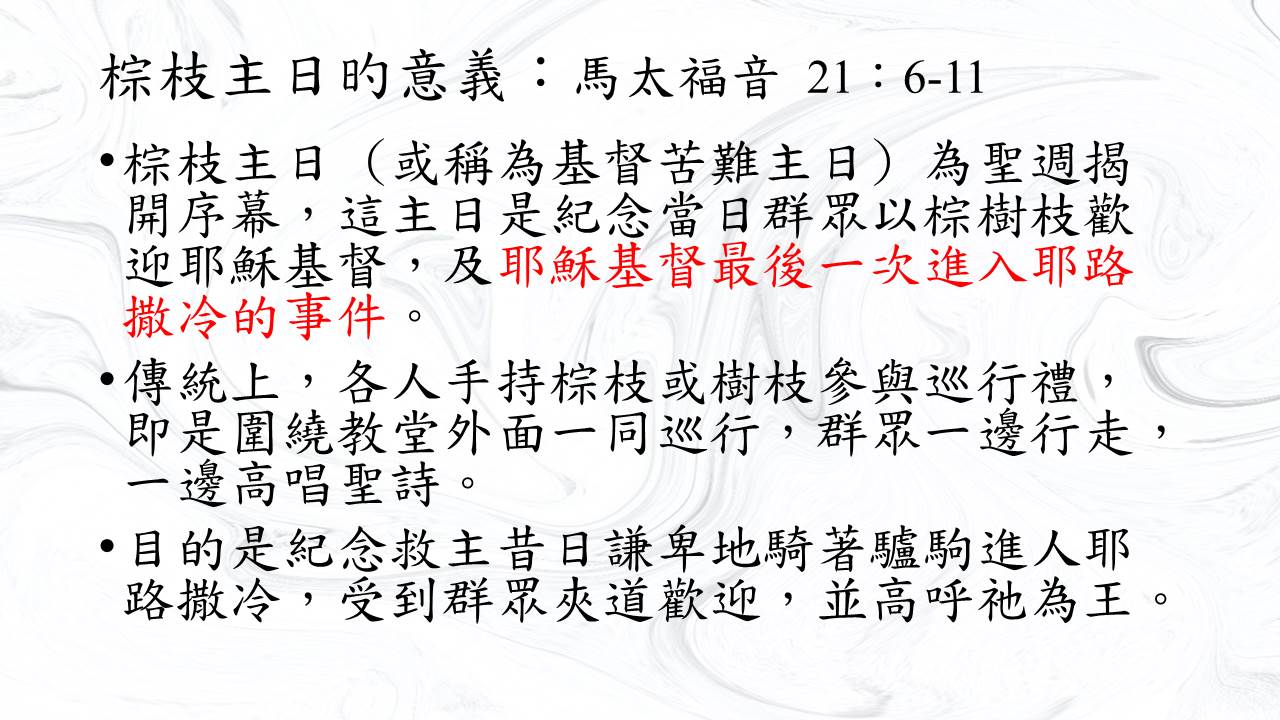 棕枝主日旳意義：馬太福音 21：6-11
•棕枝主日（或稱為基督苦難主日）為聖週揭
開序幕，這主日是紀念當日群眾以棕樹枝歡
迎耶穌基督，及耶穌基督最後一次進入耶路
撒冷的事件。
•傳統上，各人手持棕枝或樹枝參與巡行禮，
即是圍繞教堂外面一同巡行，群眾一邊行走，
一邊高唱聖詩。
•目的是紀念救主昔日謙卑地騎著驢駒進人耶
路撒冷，受到群眾夾道歡迎，並高呼祂為王。